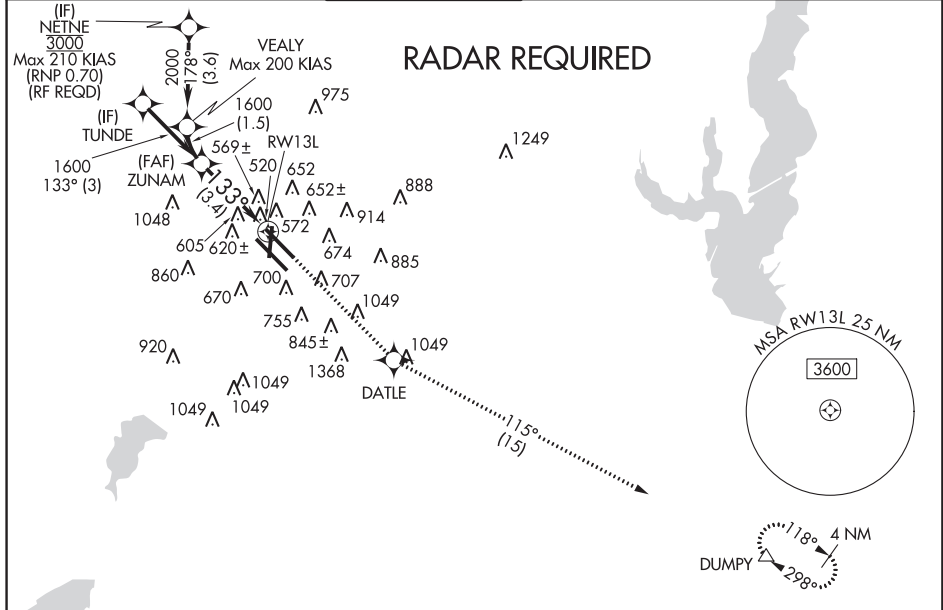 (IF)
NETNE
3000
Max 210 KIAS
(RNP 0.70)
(RF REQD)
2000
178°
(3.6)
VEALY
Max 200 KIAS
RADAR REQUIRED
(IF)
TUNDE
1600
(1.5)
975
1249
1600
133° (3)
(FAF)
ZUNAM
133°
(3.4)
569±
RW13L
520
652
652±
888
1048
914
572
605
620±
674
885
860
670
700
707
1049
755
845±
920
1368
1049
DATLE
1049
1049
1049
115°
(15)
MSA RW13L 25 NM
3600
DUMPY
118°
4 NM
298°